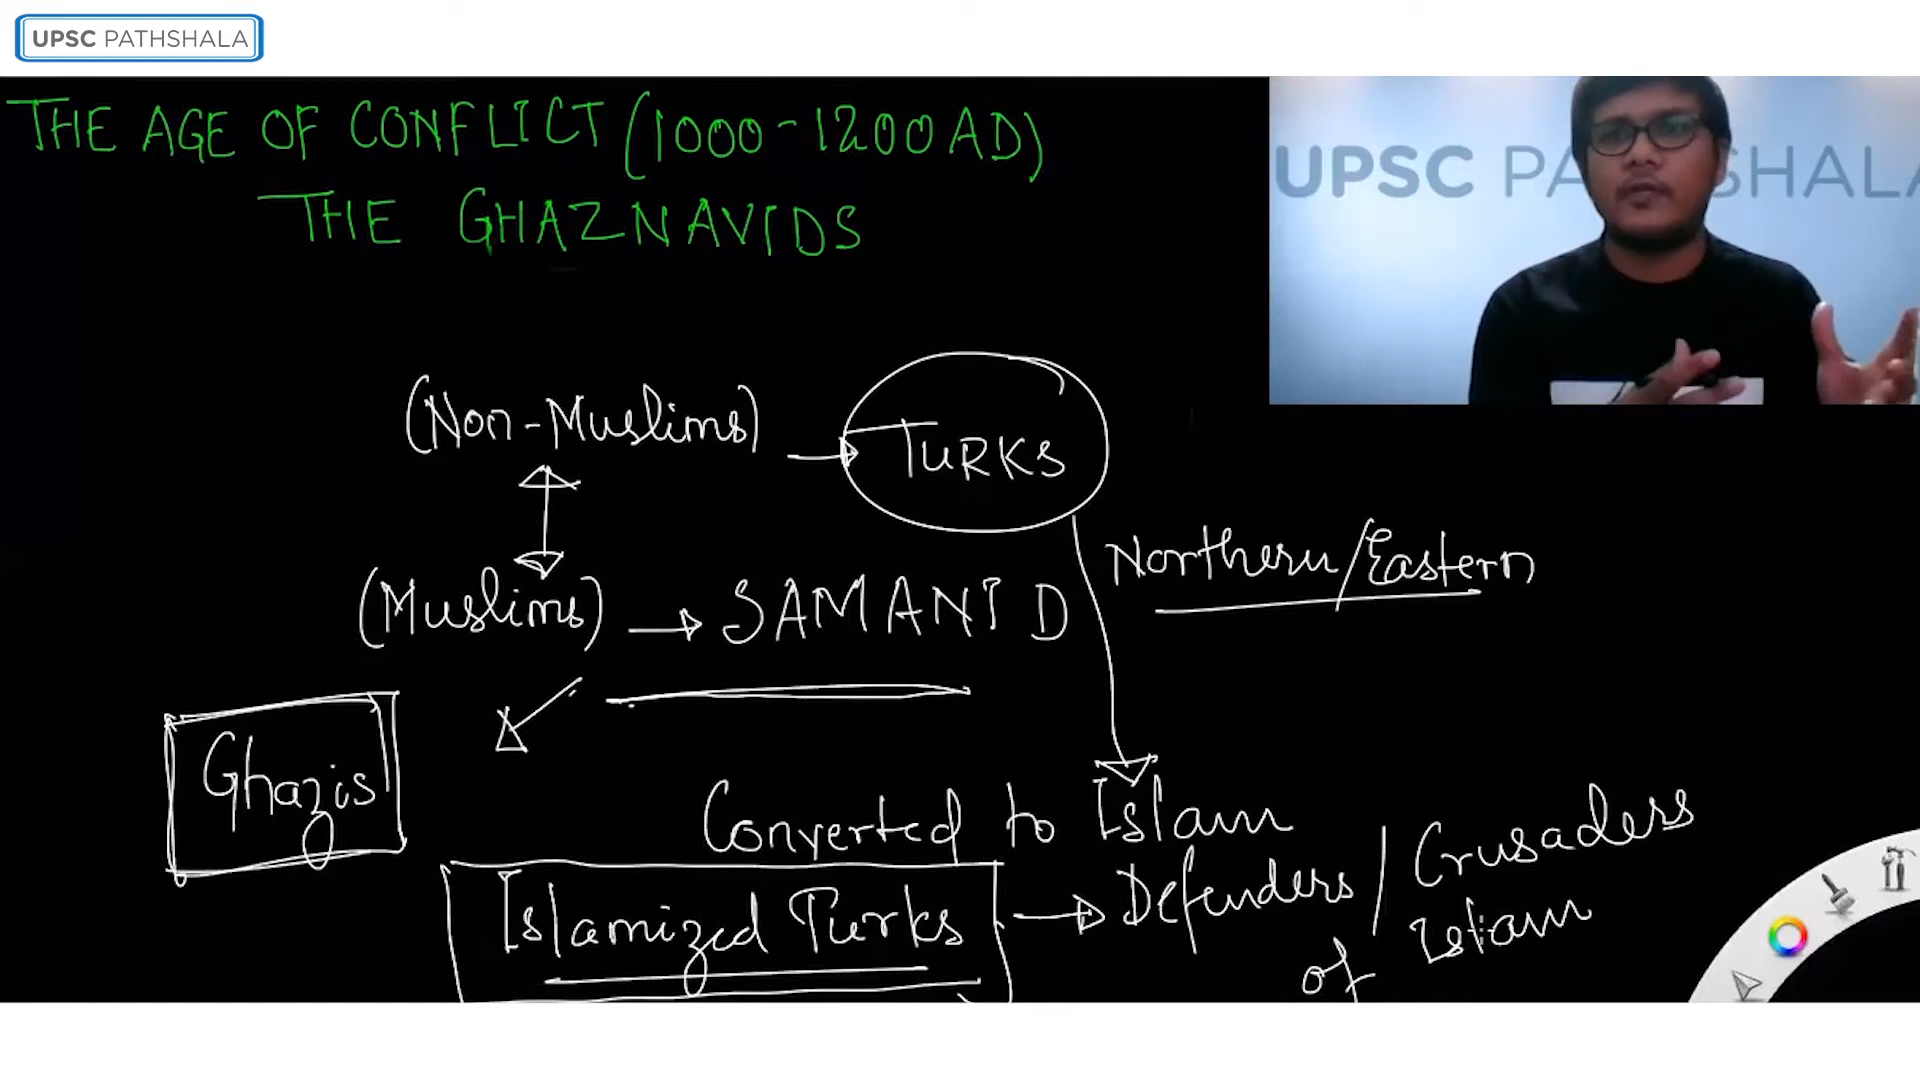 UPSC PATHSHALA
THE AGE OF CONFLICT (1000-1200 AD)
THE GHAZNAVIDS
UPSC PA SHALA
(Non-Muslims) → TURKS
Northern/Eastern
(Muslims) → SAMANID
Ghazis
Converted to Islam
Islamized Turks → Defenders/Crusaders
of Islam